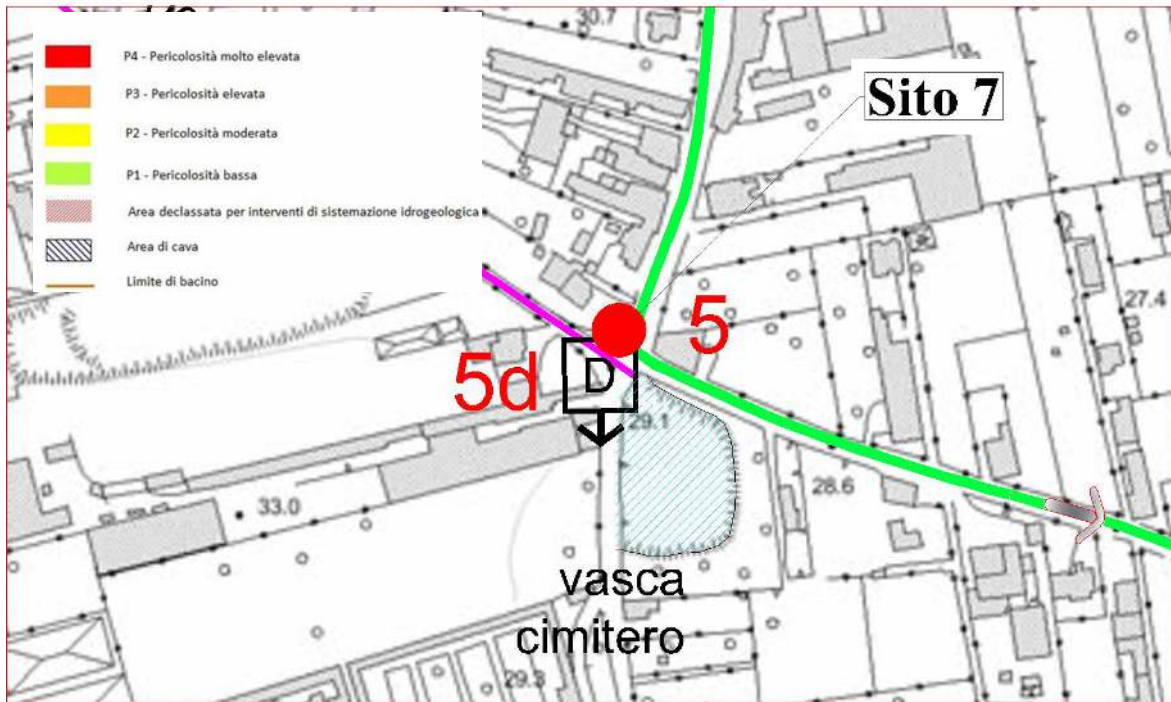 P4 - Pericolosità molto elevata
P3 - Pericolosità elevata
P2 - Pericolosità moderata
P1 - Pericolosità bassa
Area declassata per interventi di sistemazione idrogeologica
Area di cava
Limite di bacino
30.7
Sito 7
27.4
5
5d
D
29.1
28.6
33.0
vasca
cimitero
29.3